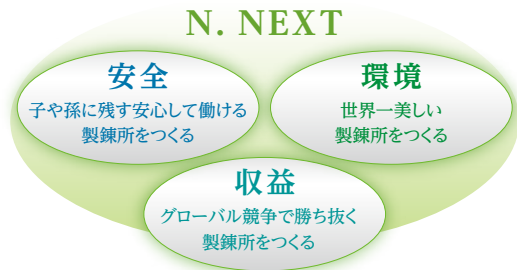 N. NEXT
安全
子や孫に残す安心して働ける
製錬所をつくる
環境
世界一美しい
製錬所をつくる
収益
グローバル競争で勝ち抜く
製錬所をつくる